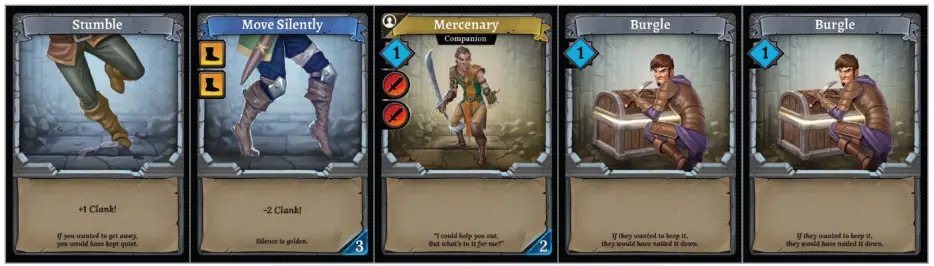 Stumble
+1 Clank!
If you wanted to get away,
you would have kept quiet.
Move Silently
-2 Clank!
Silence is golden.
3
Mercenary
Companion
1
"I could help you out.
But what's in it for me?"
2
Burgle
1
If they wanted to keep it,
they would have nailed it down.
Burgle
1
If they wanted to keep it,
they would have nailed it down.